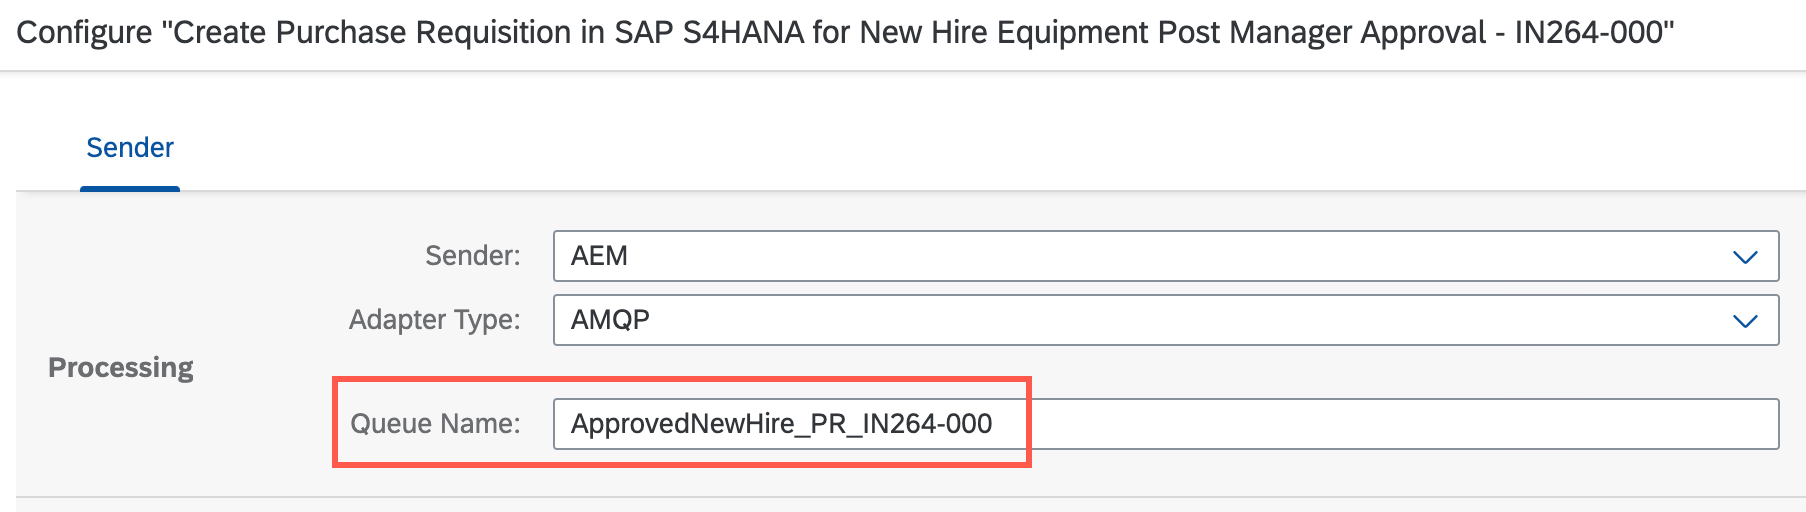 Configure "Create Purchase Requisition in SAP S4HANA for New Hire Equipment Post Manager Approval - IN264-000"
Sender
Sender: AEM
Adapter Type: AMQP
Processing
Queue Name: ApprovedNewHire_PR_IN264-000